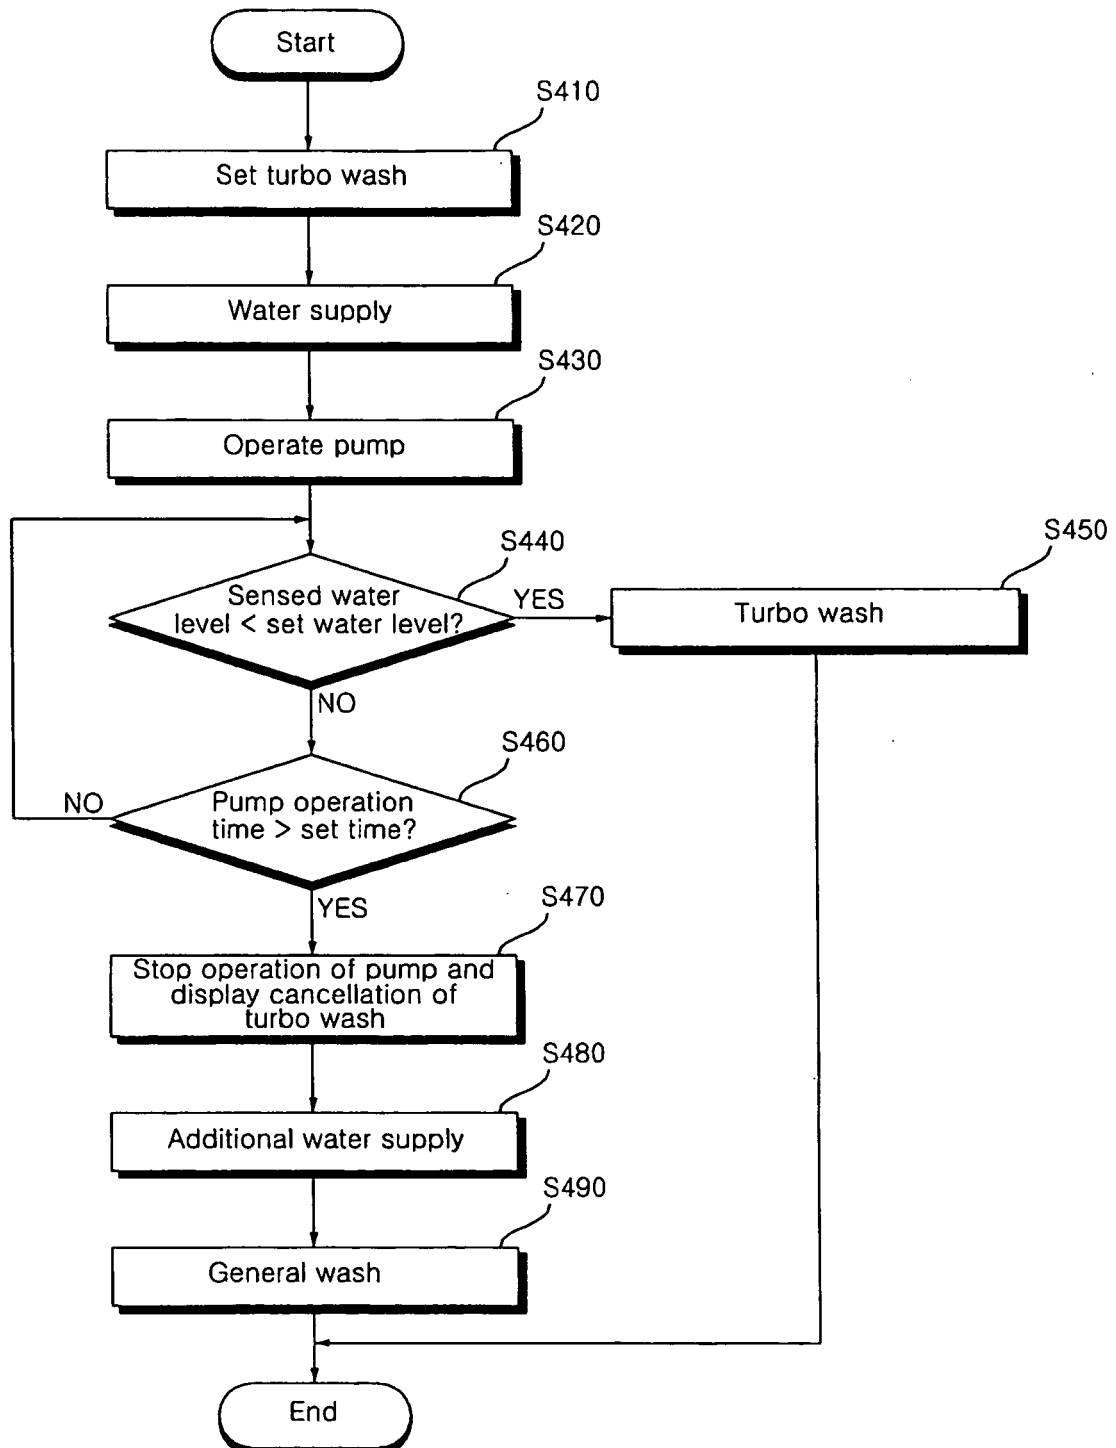 Start
S410
Set turbo wash
S420
Water supply
S430
Operate pump
S440
Sensed water
level < set water level?
YES
S450
Turbo wash
NO
S460
Pump operation
time > set time?
NO
YES
S470
Stop operation of pump and
display cancellation of
turbo wash
S480
Additional water supply
S490
General wash
End